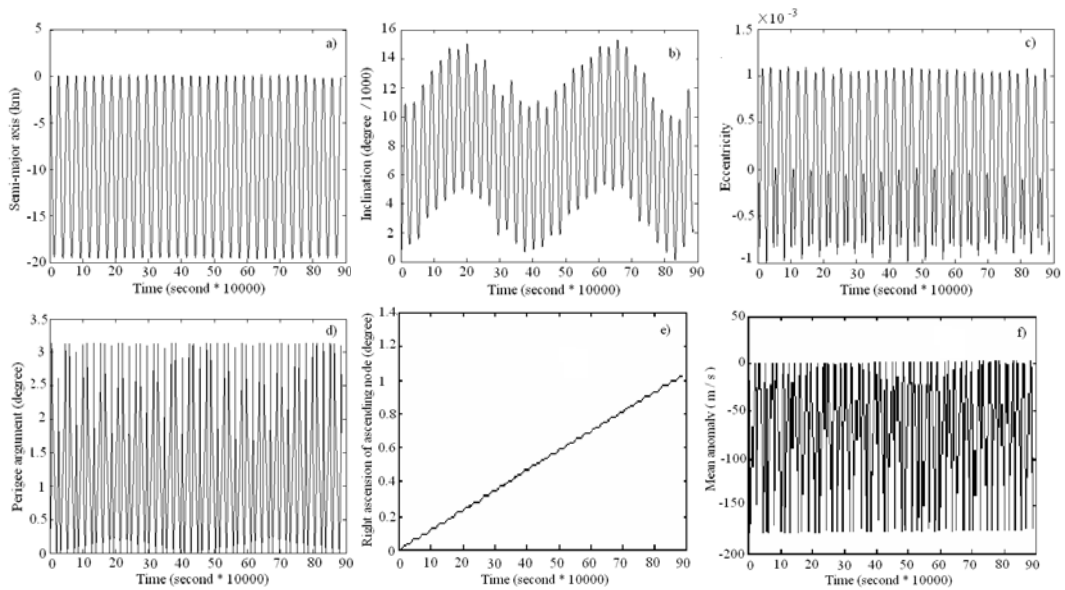 a)
5
0
-5
-10
-15
-20
Semi-major axis (km)
0 10 20 30 40 50 60 70 80 90
Time (second * 10000)
b)
16
14
12
10
8
6
4
2
0
Inclination (degree / 1000)
0 10 20 30 40 50 60 70 80 90
Time (second * 10000)
×10 -3
c)
1.5
1
0.5
0
-0.5
-1
Eccentricity
0 10 20 30 40 50 60 70 80 90
Time (second * 10000)
d)
3.5
3
2.5
2
1.5
1
0.5
0
Perigee argument (degree)
0 10 20 30 40 50 60 70 80 90
Time (second * 10000)
e)
1.4
1.2
1
0.8
0.6
0.4
0.2
0
Right ascension of ascending node (degree)
0 10 20 30 40 50 60 70 80 90
Time (second * 10000)
f)
50
0
-50
-100
-150
-200
Mean anomaly ( m / s )
0 10 20 30 40 50 60 70 80 90
Time (second * 10000)